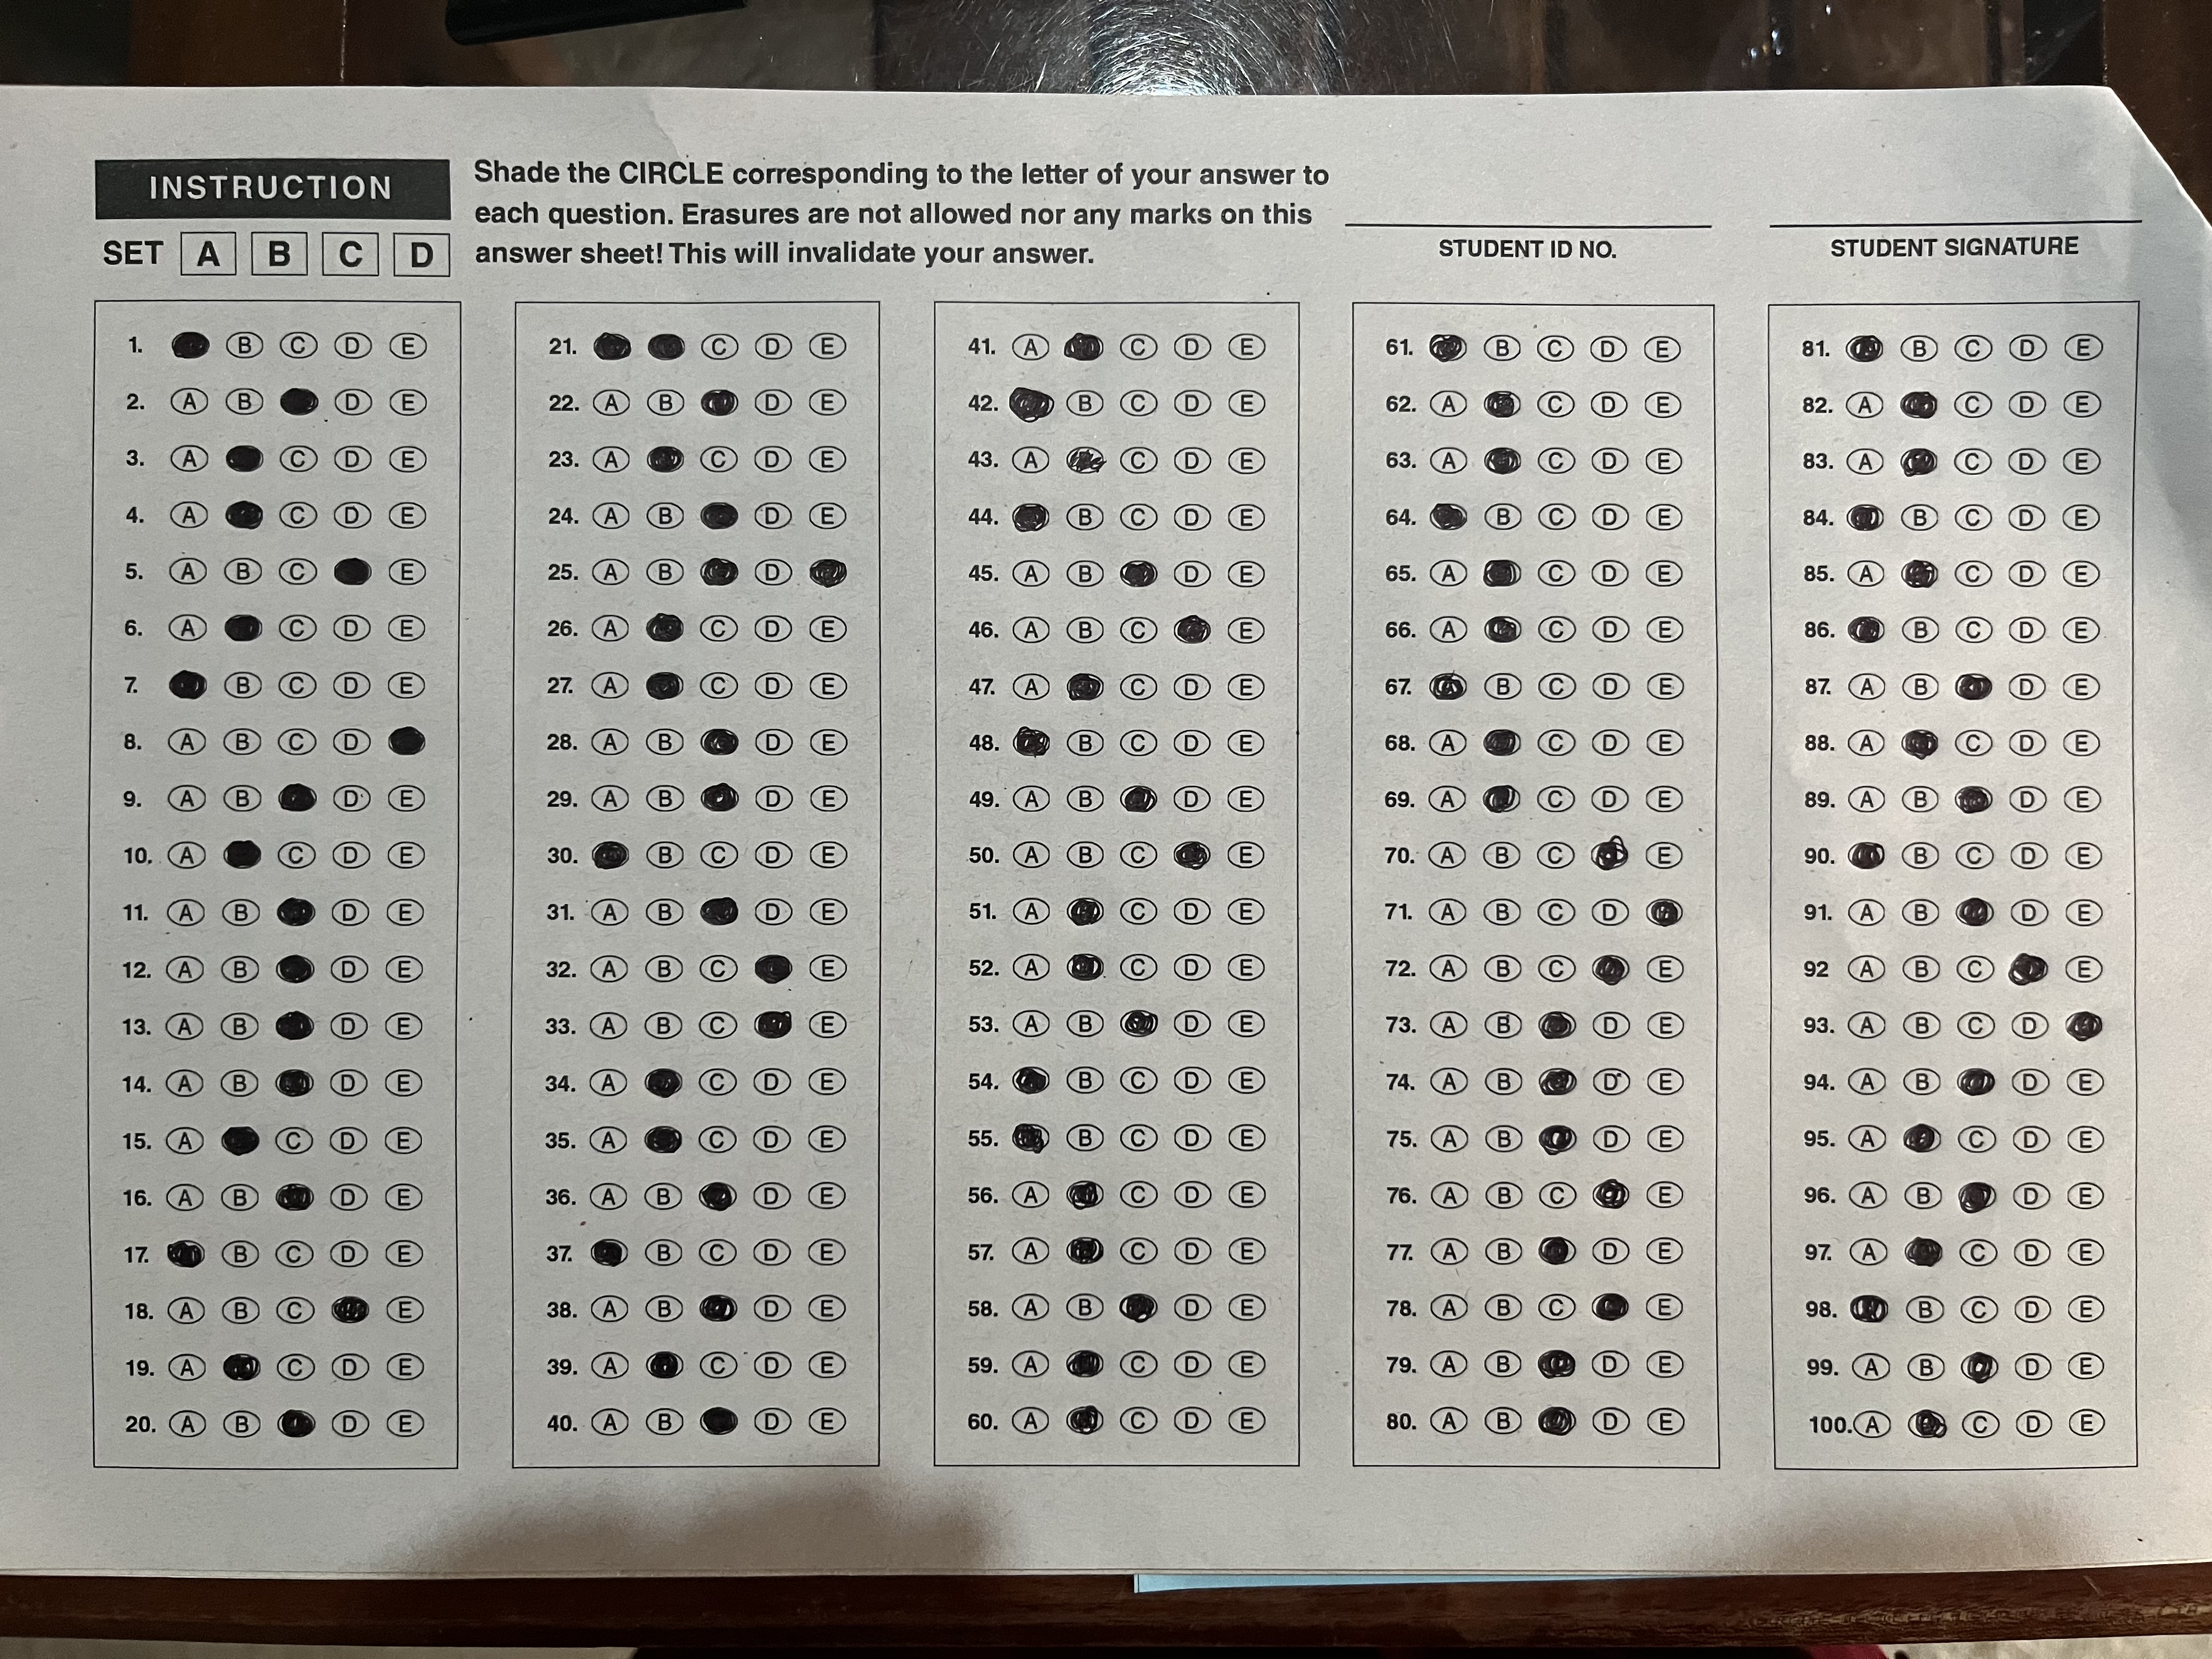 INSTRUCTION
SET A B C D
Shade the CIRCLE corresponding to the letter of your answer to
each question. Erasures are not allowed nor any marks on this
answer sheet! This will invalidate your answer.
STUDENT ID NO.
STUDENT SIGNATURE
1. B C D E
2. A B D E
3. A C D E
4. A C D E
5. A B C E
6. A C D E
7. B C D E
8. A B C D
9. A B D E
10. A C D E
11. A B D E
12. A B D E
13. A B D E
14. A B D E
15. A C D E
16. A B D E
17. B C D E
18. A B C E
19. A C D E
20. A B D E
21. C D E
22. A B D E
23. A C D E
24. A B D E
25. A B D
26. A C D E
27. A C D E
28. A B D E
29. A B D E
30. B C D E
31. A B D E
32. A B C E
33. A B C E
34. A C D E
35. A C D E
36. A B D E
37. B C D E
38. A B D E
39. A C D E
40. A B D E
41. A C D E
42. B C D E
43. A C D E
44. B C D E
45. A B D E
46. A B C E
47. A C D E
48. B C D E
49. A B D E
50. A B C E
51. A C D E
52. A C D E
53. A B D E
54. B C D E
55. B C D E
56. A C D E
57. A C D E
58. A B D E
59. A C D E
60. A C D E
61. B C D E
62. A C D E
63. A C D E
64. B C D E
65. A C D E
66. A C D E
67. B C D E
68. A C D E
69. A C D E
70. A B C E
71. A B C D
72. A B C E
73. A B D E
74. A B D E
75. A B D E
76. A B C E
77. A B D E
78. A B C E
79. A B D E
80. A B D E
81. B C D E
82. A C D E
83. A C D E
84. B C D E
85. A C D E
86. B C D E
87. A B D E
88. A C D E
89. A B D E
90. B C D E
91. A B D E
92 A B C E
93. A B C D
94. A B D E
95. A C D E
96. A B D E
97. A C D E
98. B C D E
99. A B D E
100. A C D E